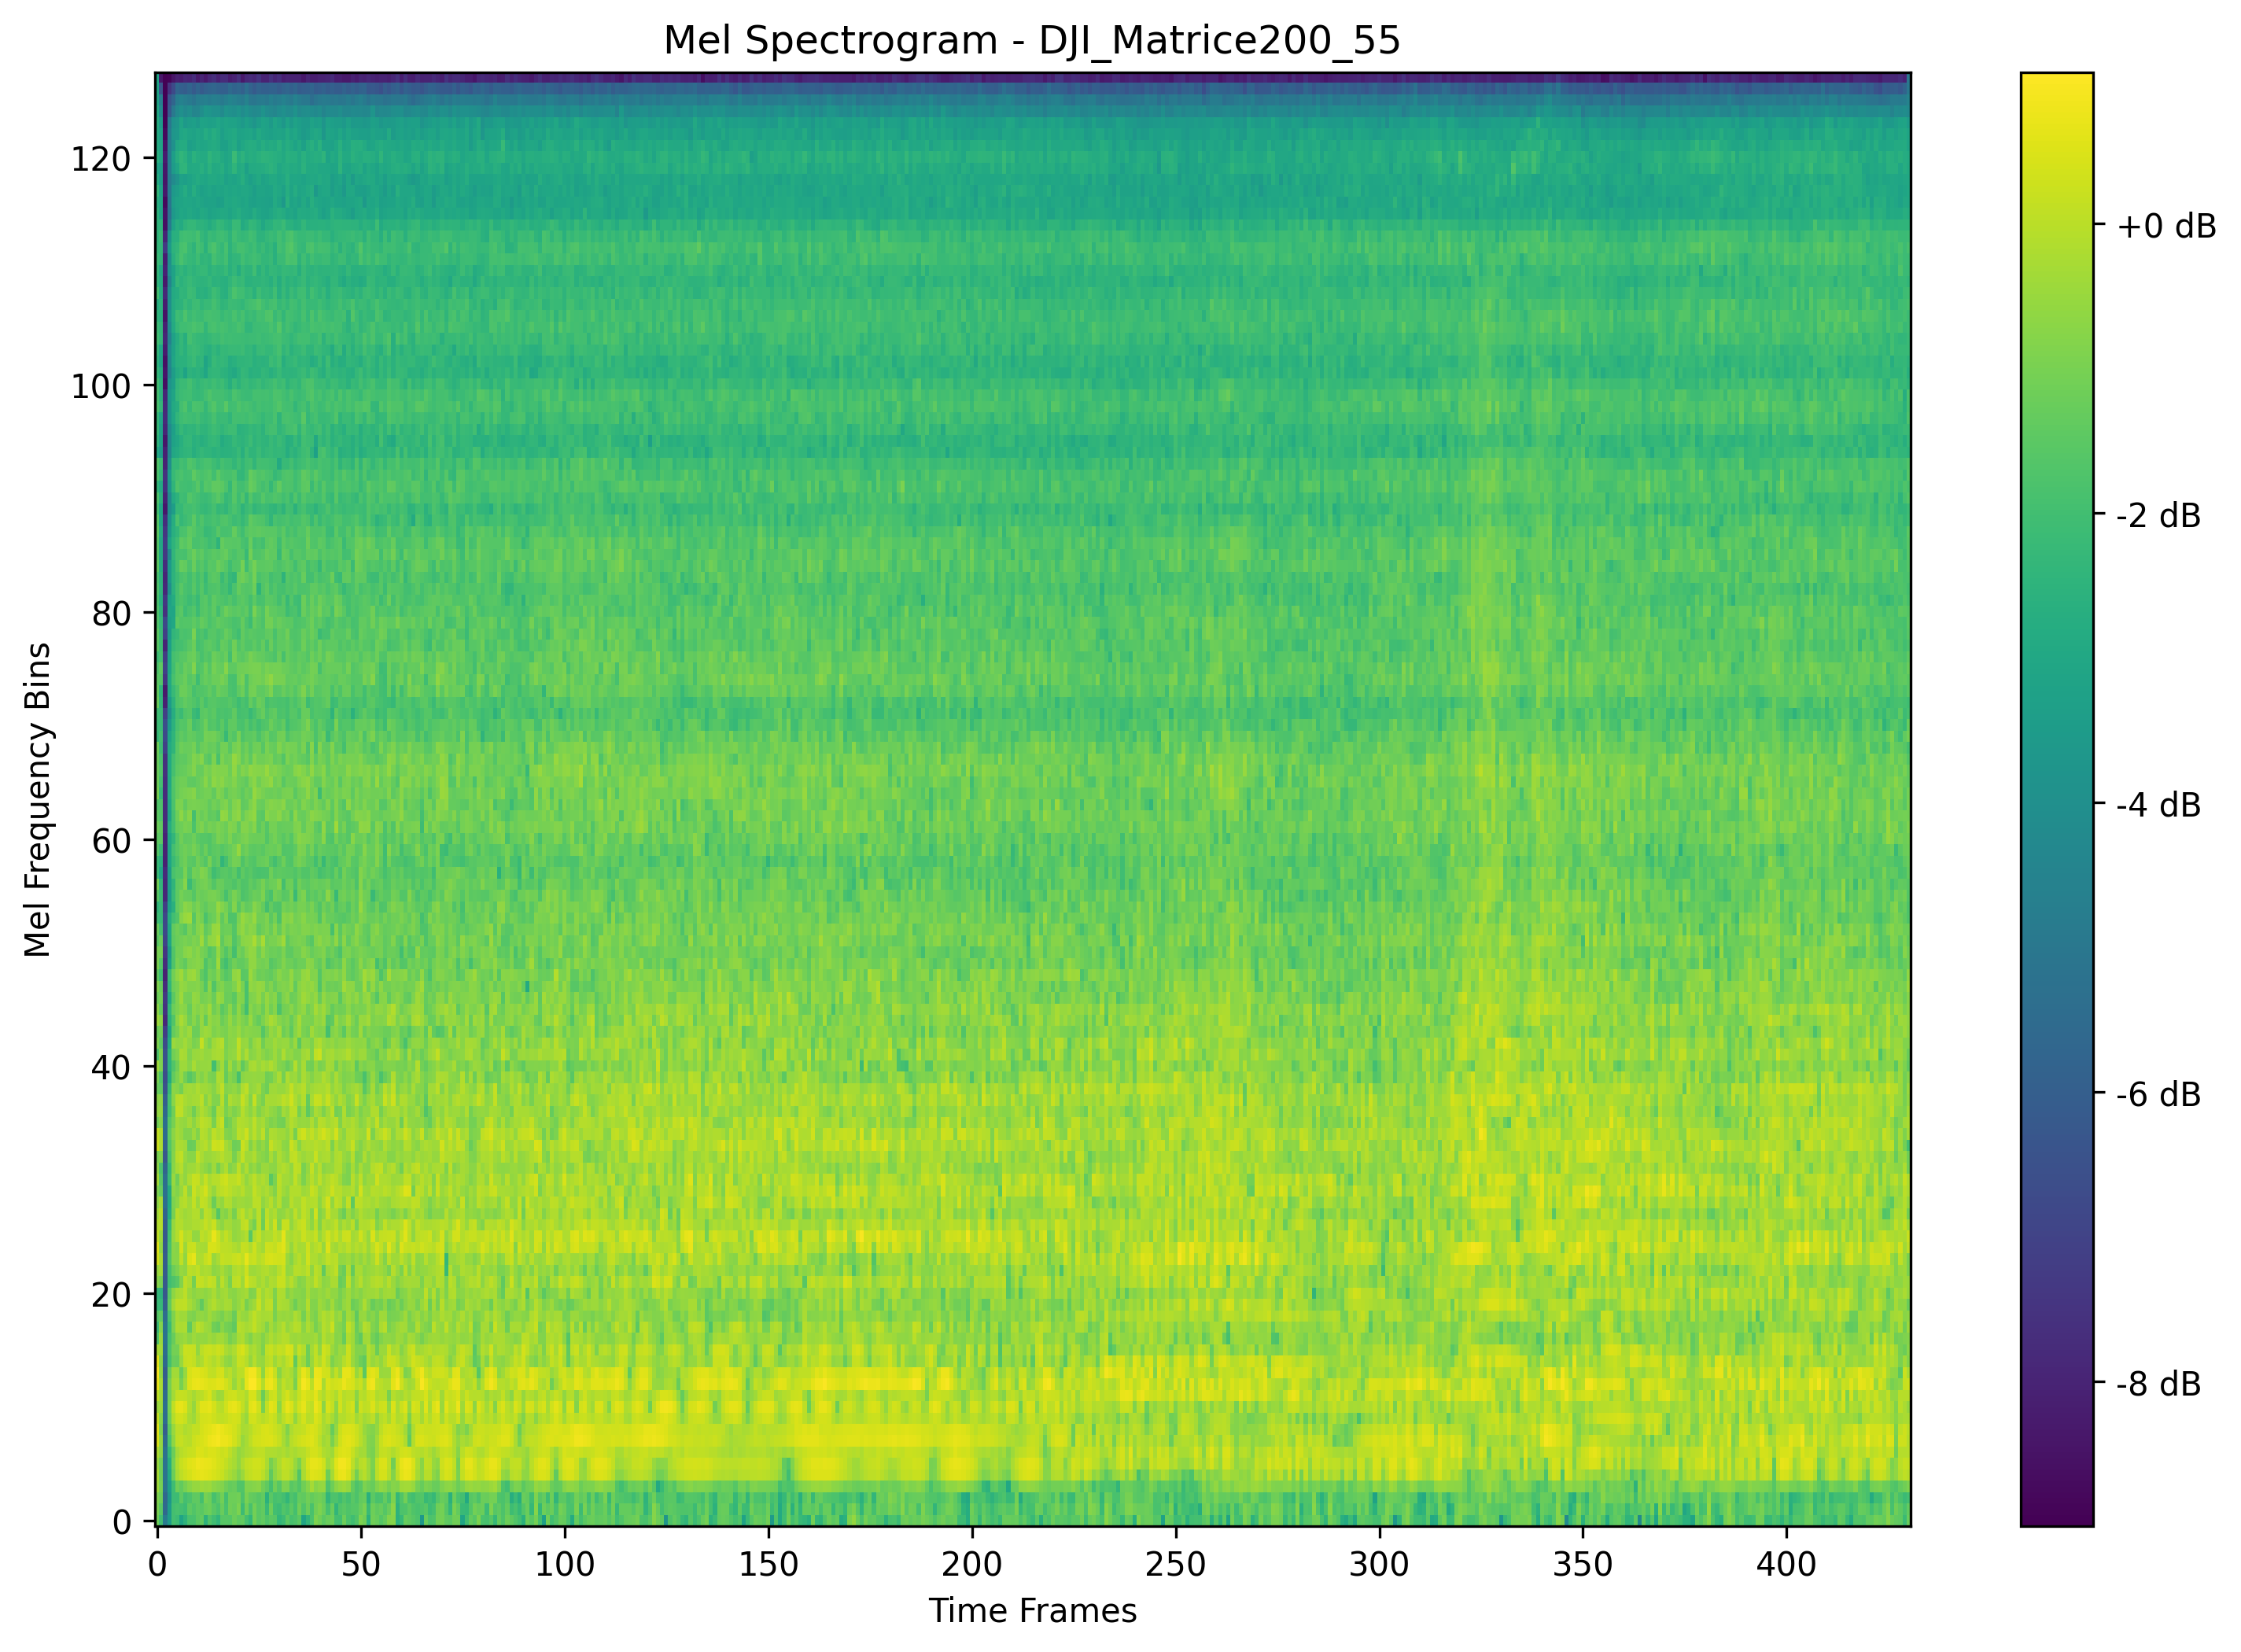 Mel Spectrogram - DJI_Matrice200_55
Mel Frequency Bins
120
100
80
60
40
20
0
0 50 100 150 200 250 300 350 400
Time Frames
+0 dB
-2 dB
-4 dB
-6 dB
-8 dB